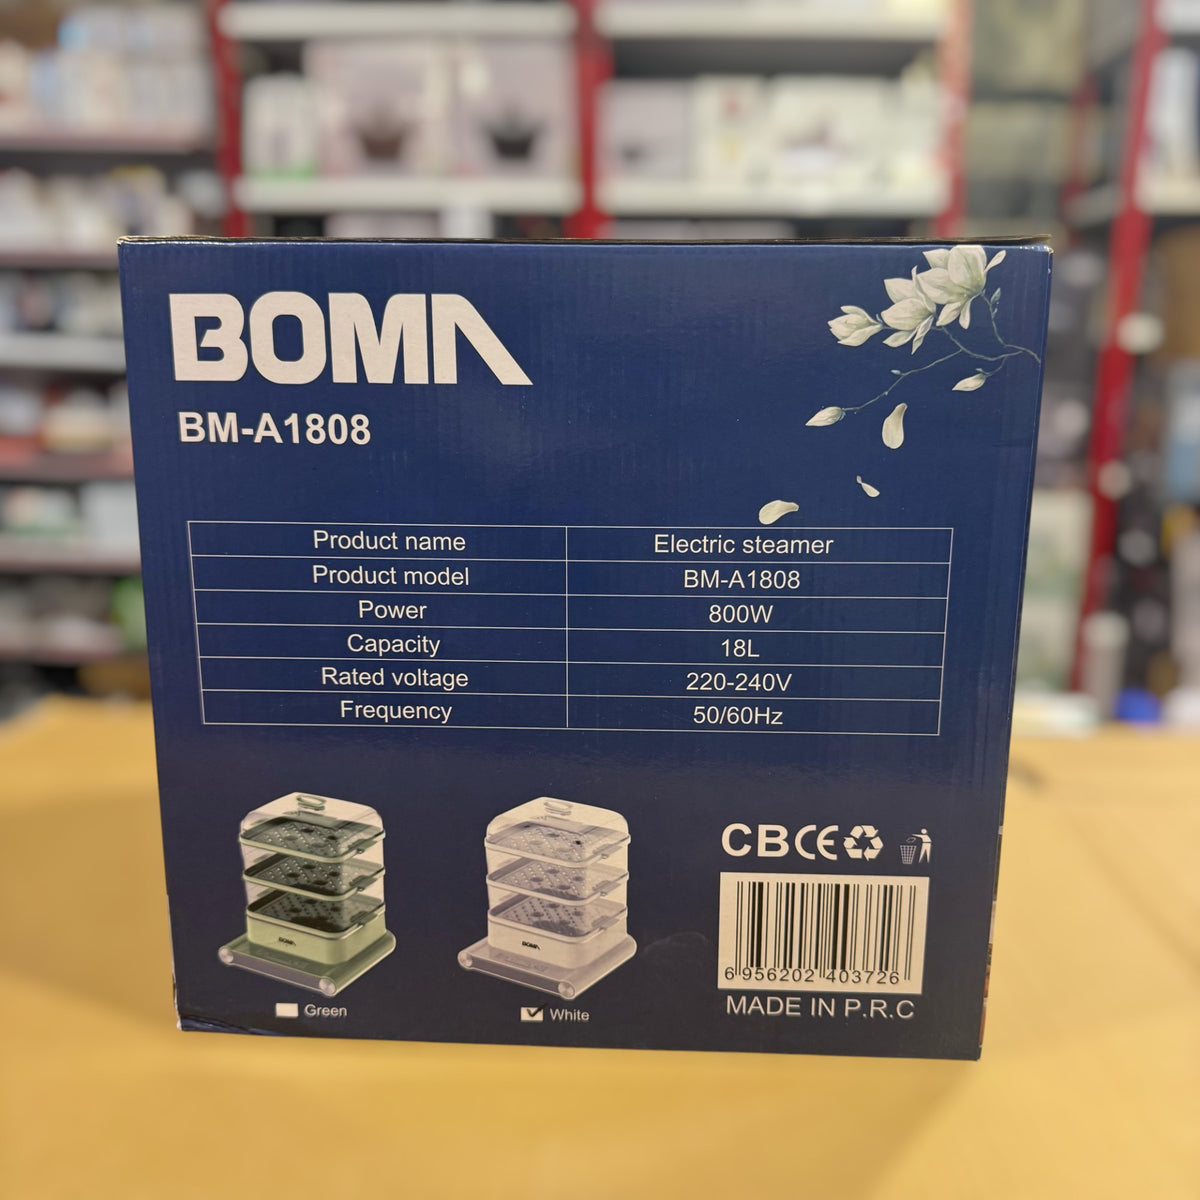 BOMA
BM-A1808
Product name Electric steamer
Product model BM-A1808
Power 800W
Capacity 18L
Rated voltage 220-240V
Frequency 50/60Hz
BOMA
BOMA
Green
White
CB CE
6 956202 403726
MADE IN P.R.C